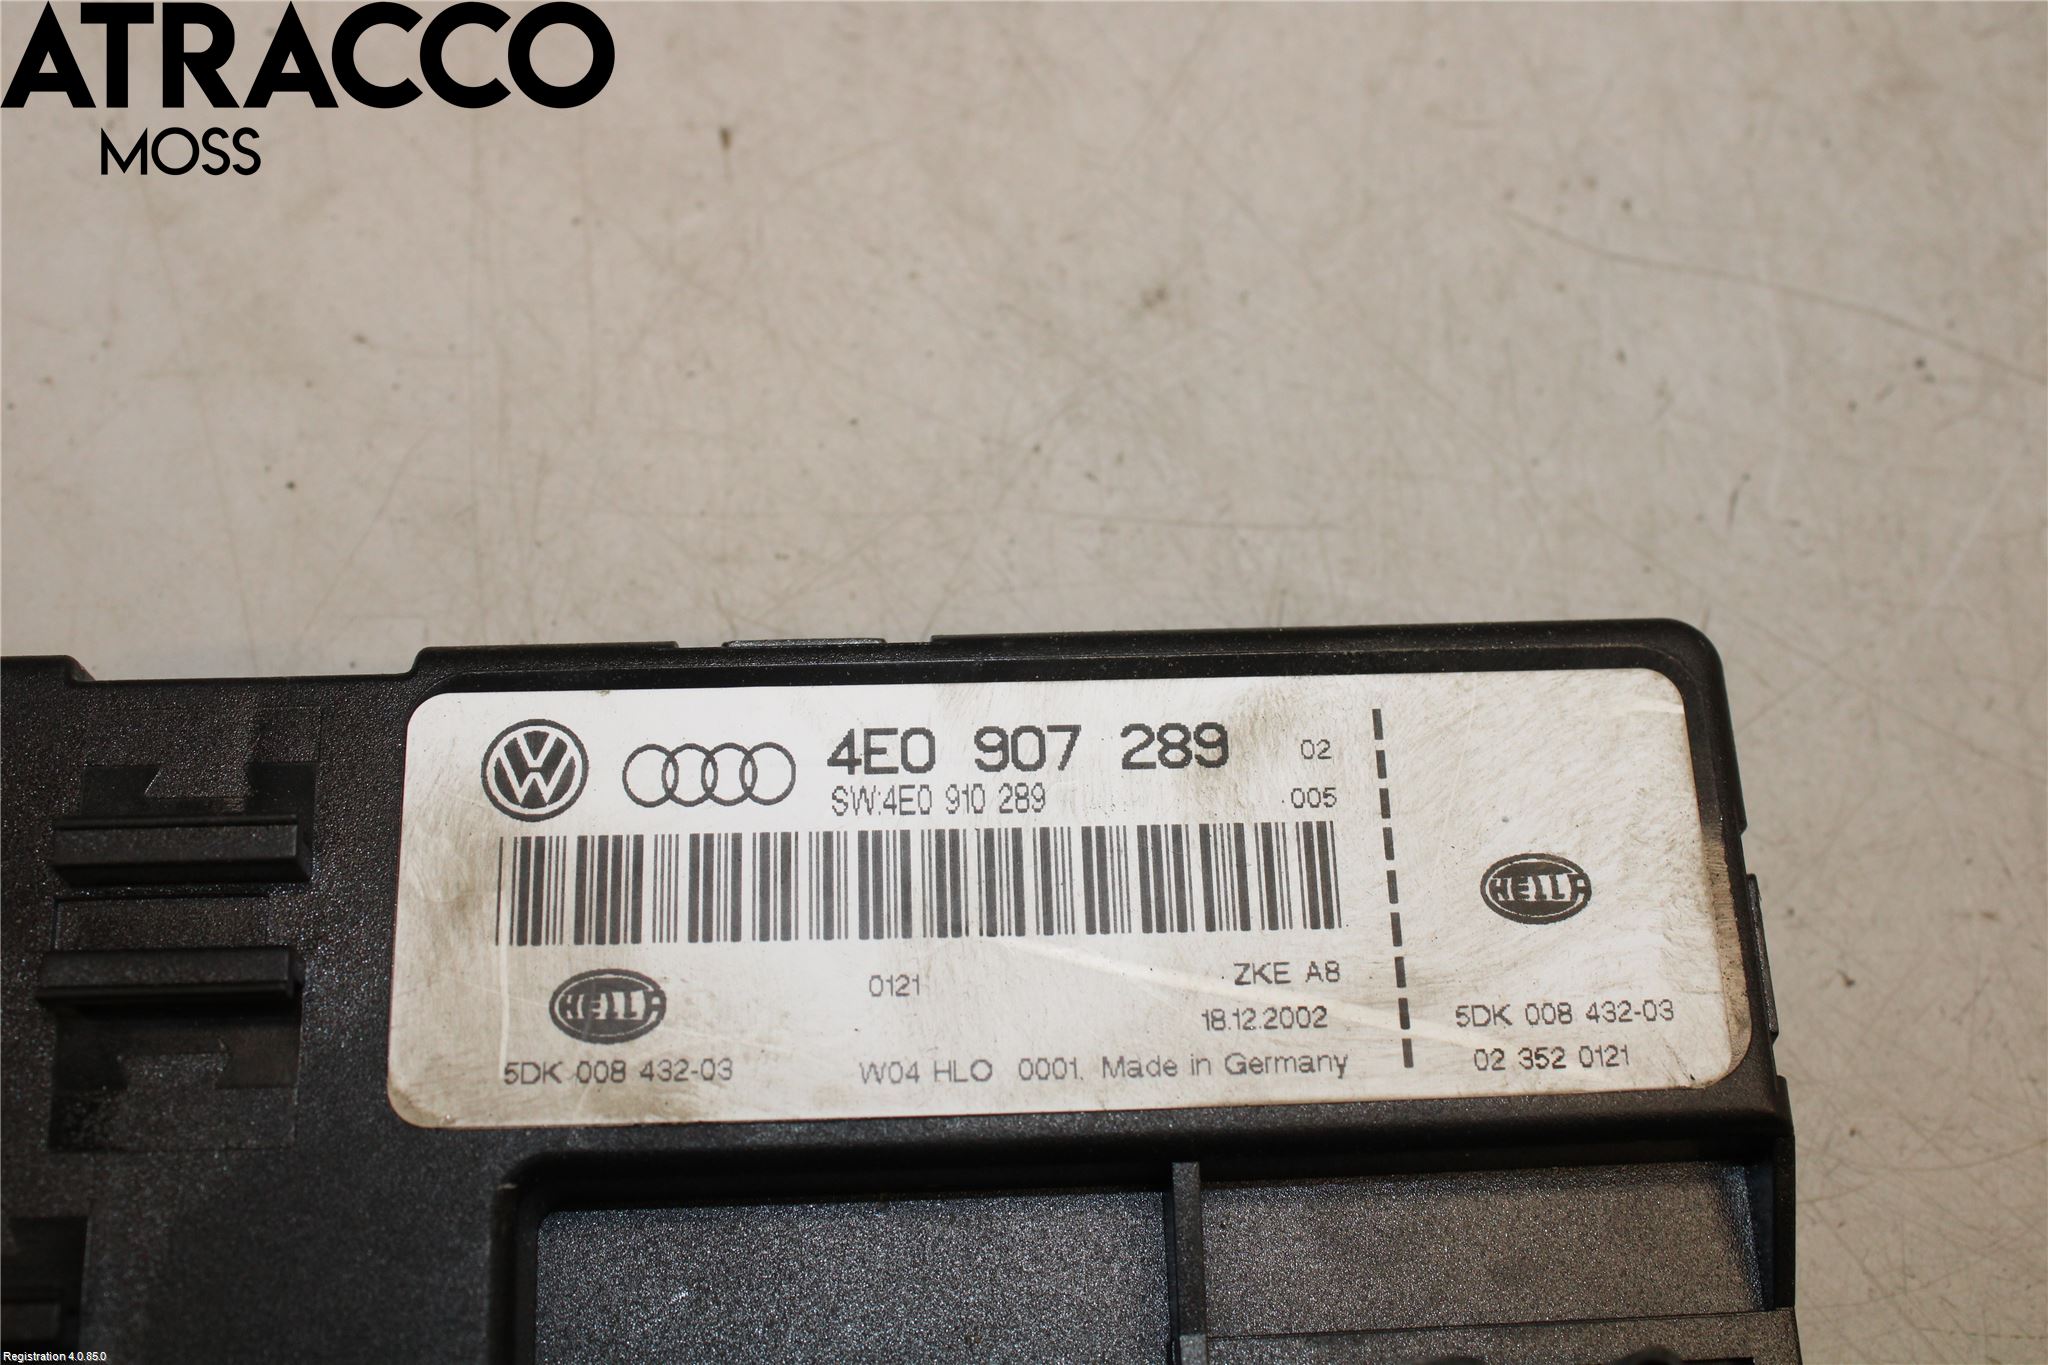 ATRACCO
MOSS
4E0 907 289 02
SW:4E0 910 289 005
HELLA
0121
ZKE A8
18.12.2002
5DK 008 432-03
W04 HLO 0001 Made in Germany
HELLA
5DK 008 432-03
02 352 0121
Registration 4.0.85.0